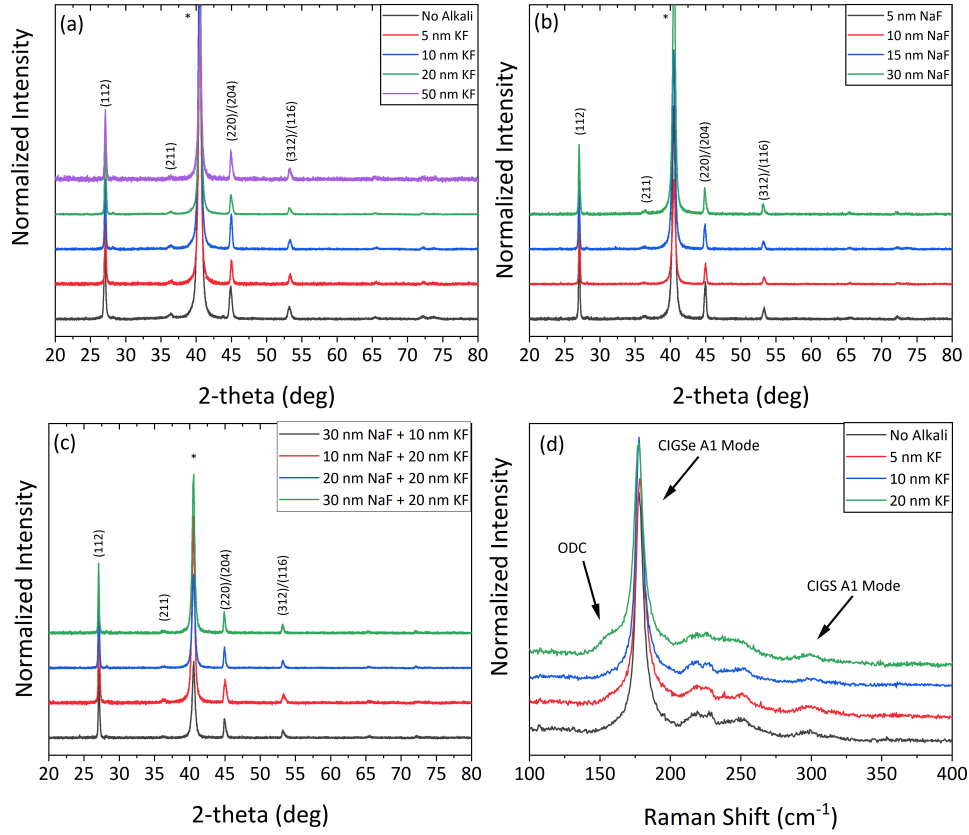 (a)
*
No Alkali
5 nm KF
10 nm KF
20 nm KF
50 nm KF
(112)
(211)
(220)/(204)
(312)/(116)
Normalized Intensity
20 25 30 35 40 45 50 55 60 65 70 75 80
2-theta (deg)
(b)
*
5 nm NaF
10 nm NaF
15 nm NaF
30 nm NaF
(112)
(211)
(220)/(204)
(312)/(116)
Normalized Intensity
20 25 30 35 40 45 50 55 60 65 70 75 80
2-theta (deg)
(c)
*
30 nm NaF + 10 nm KF
10 nm NaF + 20 nm KF
20 nm NaF + 20 nm KF
30 nm NaF + 20 nm KF
(112)
(211)
(220)/(204)
(312)/(116)
Normalized Intensity
20 25 30 35 40 45 50 55 60 65 70 75 80
2-theta (deg)
(d)
CIGSe A1 Mode
No Alkali
5 nm KF
10 nm KF
20 nm KF
ODC
CIGS A1 Mode
Normalized Intensity
100 150 200 250 300 350 400
Raman Shift (cm⁻¹)